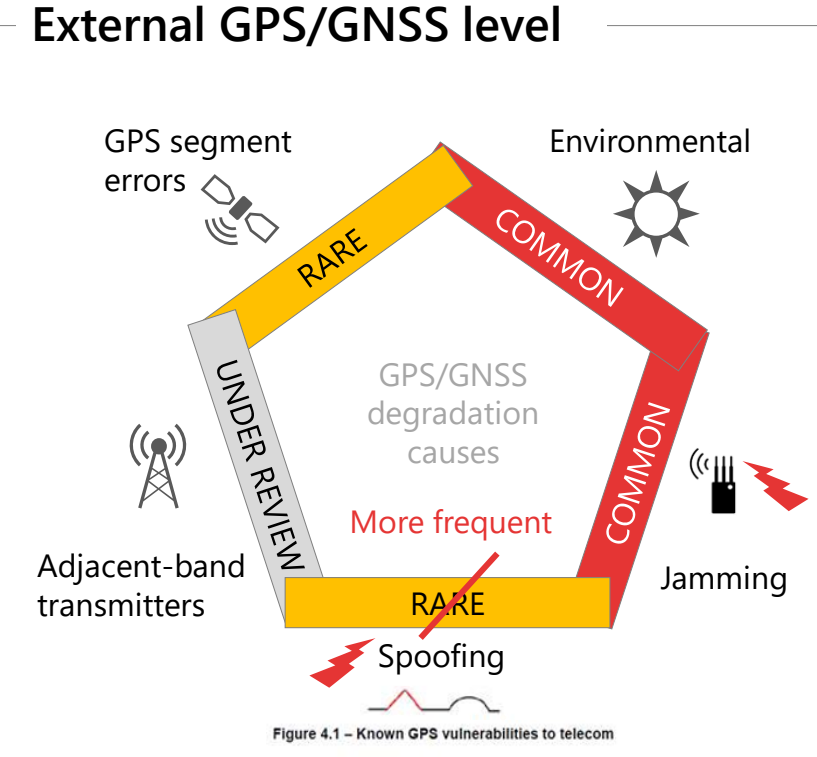 External GPS/GNSS level
GPS segment
errors
Environmental
RARE
COMMON
UNDER REVIEW
GPS/GNSS
degradation
causes
COMMON
More frequent
Adjacent-band
transmitters
Jamming
RARE
Spoofing
Figure 4.1 – Known GPS vulnerabilities to telecom